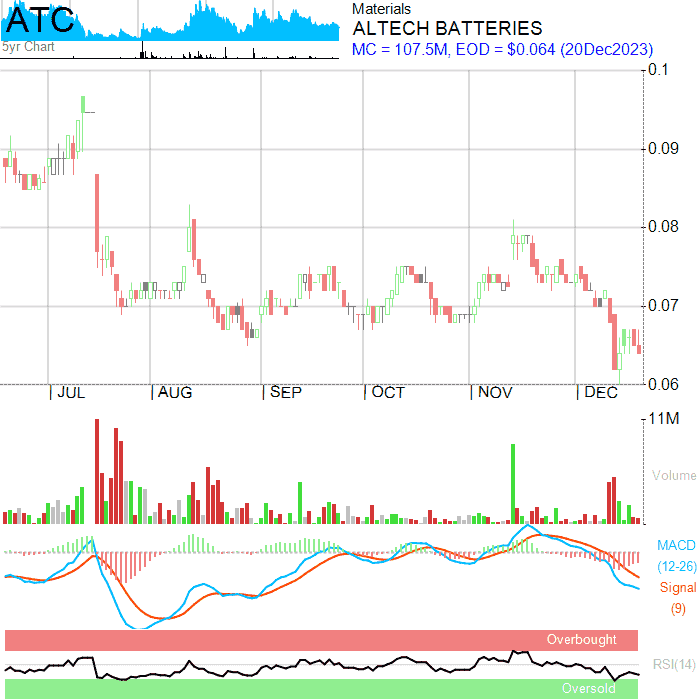 ATC
5yr Chart
Materials
ALTECH BATTERIES
MC = 107.5M, EOD = $0.064 (20Dec2023)
0.1
0.09
0.08
0.07
0.06
JUL AUG SEP OCT NOV DEC
11M
Volume
MACD
(12-26)
Signal
(9)
Overbought
RSI(14)
Oversold